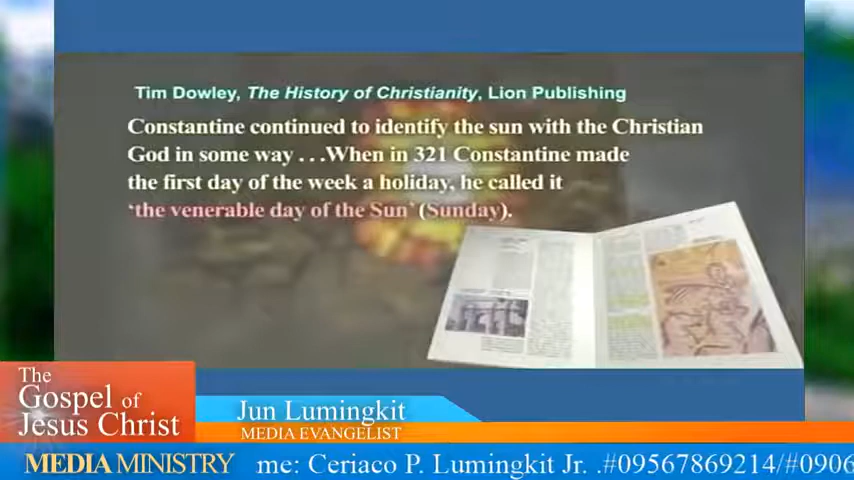 Tim Dowley, The History of Christianity, Lion Publishing
Constantine continued to identify the sun with the Christian
God in some way . . .When in 321 Constantine made
the first day of the week a holiday, he called it
‘the venerable day of the Sun’ (Sunday).
The
Gospel of
Jesus Christ
Jun Lumingkit
MEDIA EVANGELIST
MEDIA MINISTRY
me: Ceriaco P. Lumingkit Jr. .#09567869214/#0906